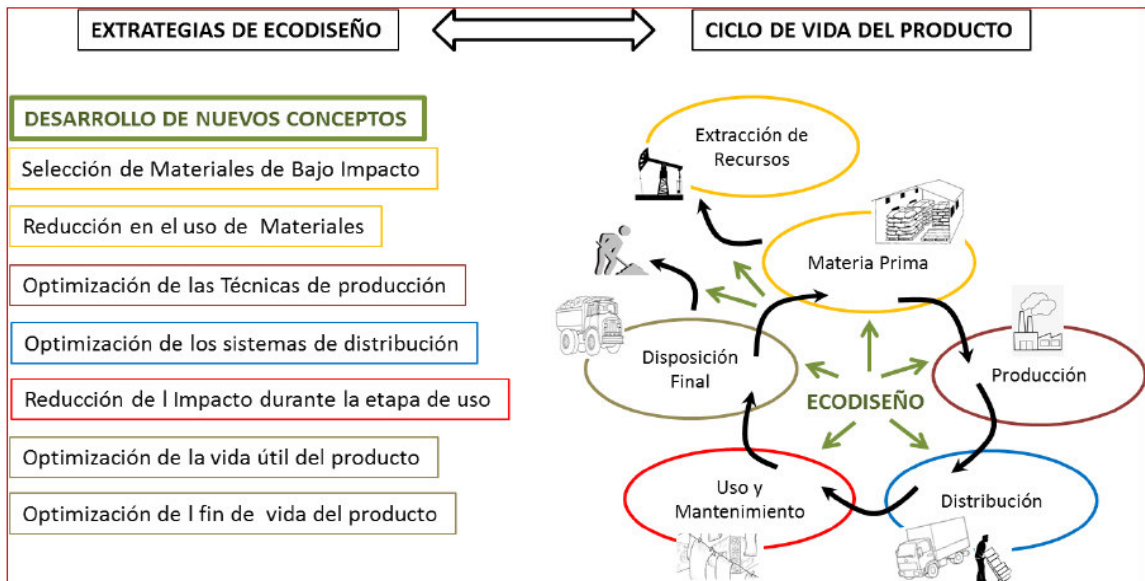 EXTRATEGIAS DE ECODISEÑO
CICLO DE VIDA DEL PRODUCTO
DESARROLLO DE NUEVOS CONCEPTOS
Selección de Materiales de Bajo Impacto
Reducción en el uso de Materiales
Optimización de las Técnicas de producción
Optimización de los sistemas de distribución
Reducción de l Impacto durante la etapa de uso
Optimización de la vida útil del producto
Optimización de l fin de vida del producto
Extracción de
Recursos
Materia Prima
Producción
Distribución
Uso y
Mantenimiento
Disposición
Final
ECODISEÑO